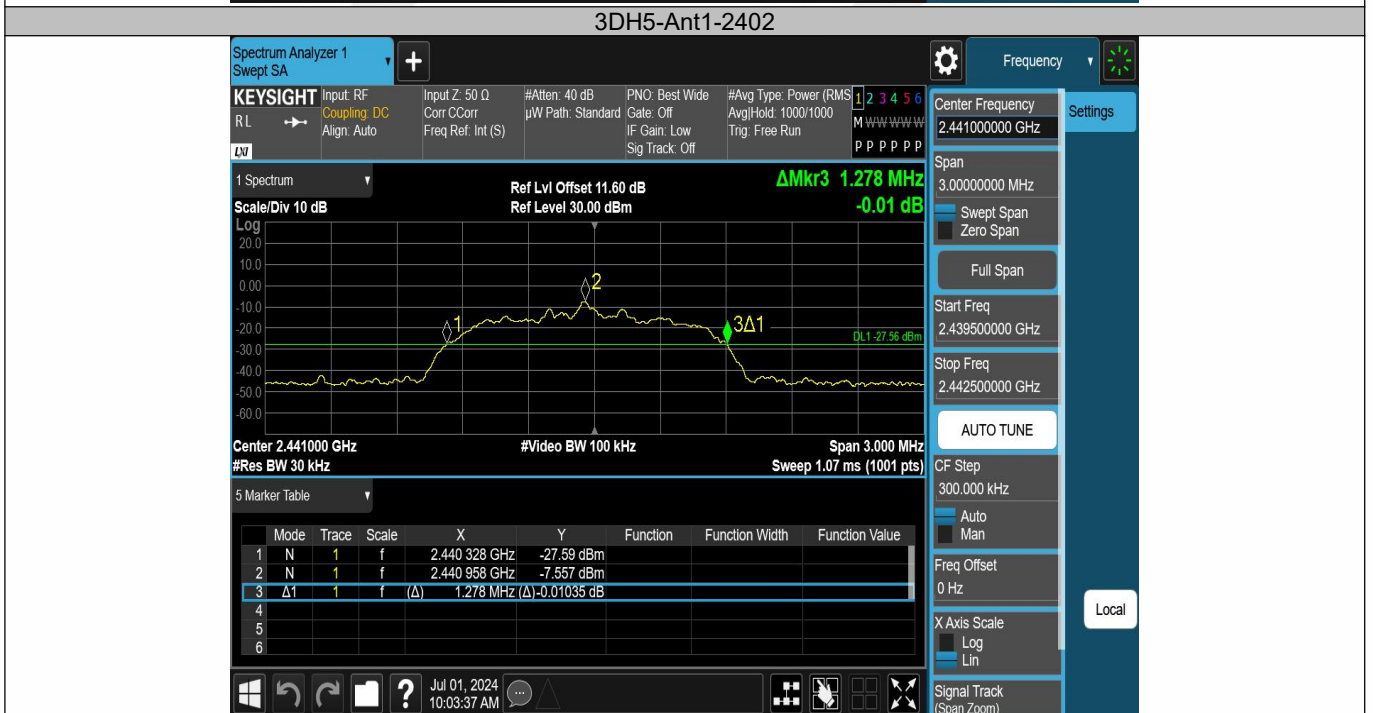 3DH5-Ant1-2402
Spectrum Analyzer 1
Swept SA
+
Frequency
KEYSIGHT
RL
LXI
Input: RF
Coupling: DC
Align: Auto
Input Z: 50 Ω
Corr CCorr
Freq Ref: Int (S)
#Atten: 40 dB
µW Path: Standard
PNO: Best Wide
Gate: Off
IF Gain: Low
Sig Track: Off
#Avg Type: Power (RMS
Avg|Hold: 1000/1000
Trig: Free Run
1 2 3 4 5 6
M W W W W W
P P P P P P
Center Frequency
2.441000000 GHz
Settings
Span
3.00000000 MHz
Swept Span
Zero Span
Full Span
Start Freq
2.439500000 GHz
Stop Freq
2.442500000 GHz
AUTO TUNE
CF Step
300.000 kHz
Auto
Man
Freq Offset
0 Hz
X Axis Scale
Log
Lin
Local
Signal Track
(Span Zoom)
1 Spectrum
Scale/Div 10 dB
Ref Lvl Offset 11.60 dB
Ref Level 30.00 dBm
ΔMkr3 1.278 MHz
-0.01 dB
Log
20.0
10.0
0.00
-10.0
-20.0
-30.0
-40.0
-50.0
-60.0
1
2
3Δ1
DL1 -27.56 dBm
Center 2.441000 GHz
#Video BW 100 kHz
Span 3.000 MHz
#Res BW 30 kHz
Sweep 1.07 ms (1001 pts)
5 Marker Table
Mode Trace Scale X Y Function Function Width Function Value
1 N 1 f 2.440 328 GHz -27.59 dBm
2 N 1 f 2.440 958 GHz -7.557 dBm
3 Δ1 1 f (Δ) 1.278 MHz (Δ) -0.01035 dB
4
5
6
?
Jul 01, 2024
10:03:37 AM